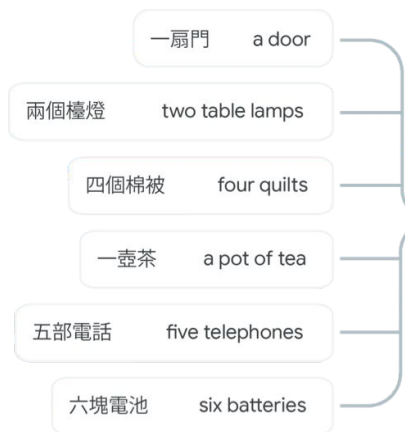 一扇門 a door
兩個檯燈 two table lamps
四個棉被 four quilts
一壺茶 a pot of tea
五部電話 five telephones
六塊電池 six batteries